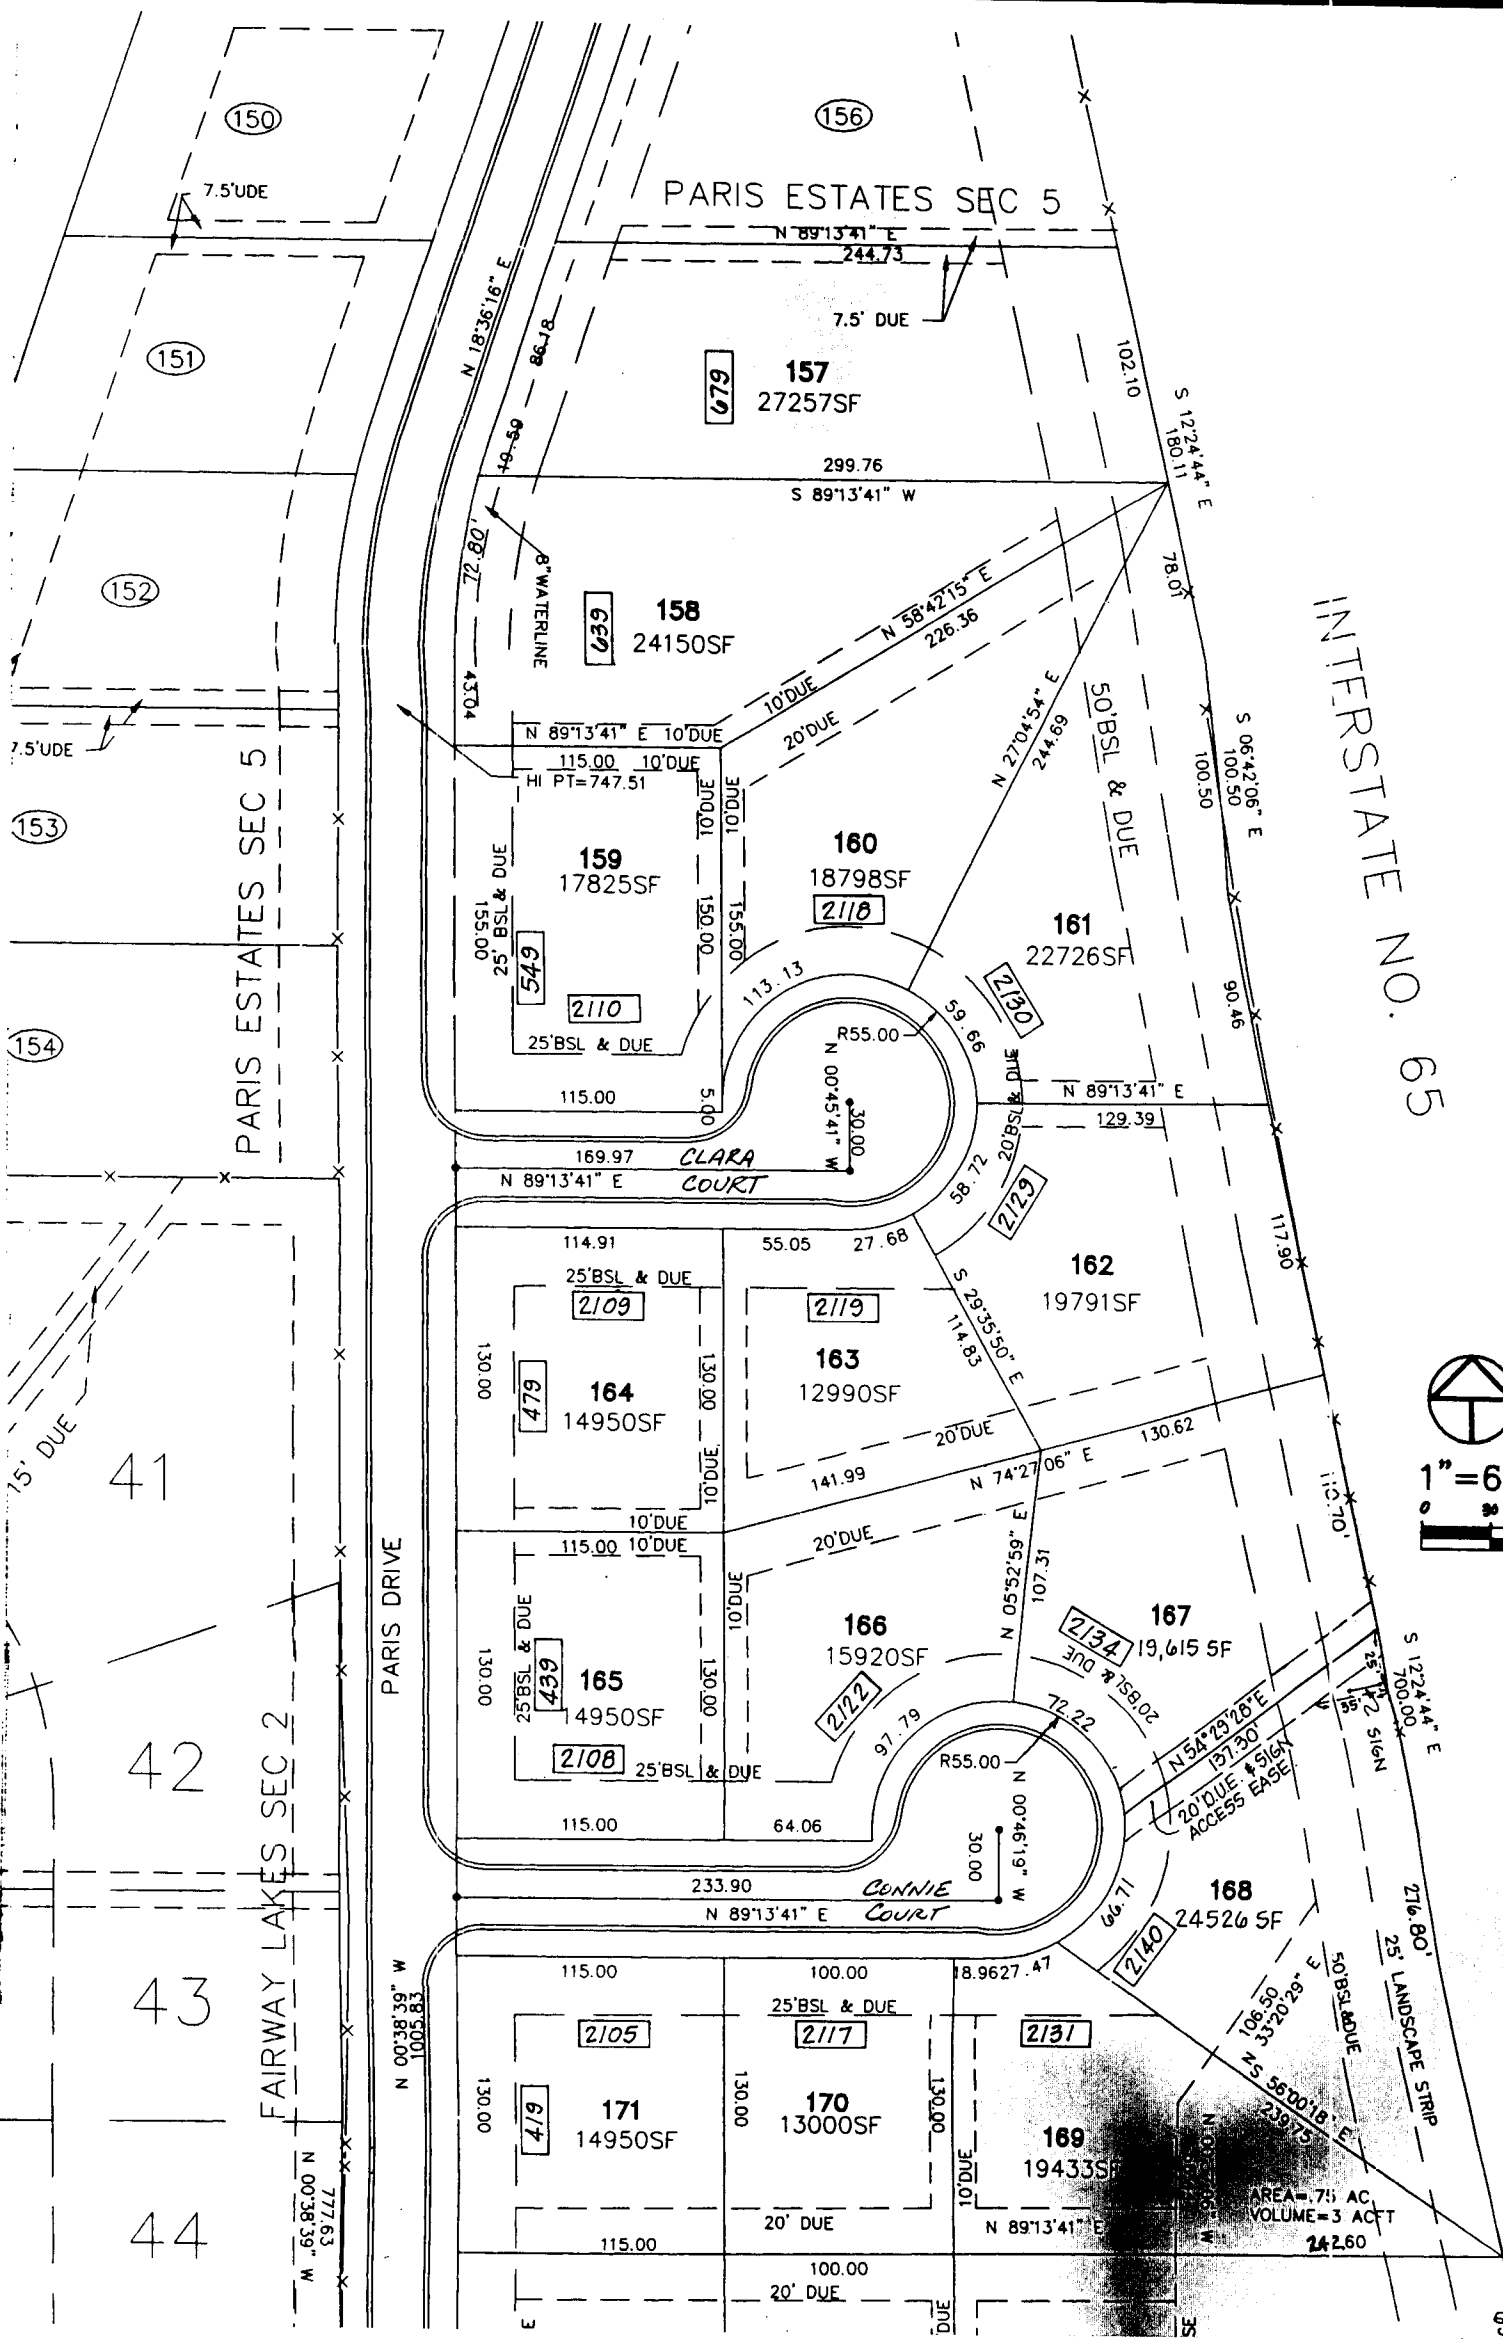 150
156
7.5'UDE
PARIS ESTATES SEC 5
N 89°13'41" E
244.73
7.5' DUE
N 18°36'16" E
86.18
19.59
151
679
157
27257SF
102.10
S 12°24'44" E
180.11
299.76
S 89°13'41" W
72.80'
8"WATERLINE
152
639
158
24150SF
43.04
N 58°42'15" E
226.36
10'DUE
20'DUE
78.07
INTERSTATE NO. 65
7.5'UDE
N 89°13'41" E 10'DUE
115.00 10'DUE
HI PT=747.51
10'DUE
10'DUE
N 27°04'54" E
244.69
50'BSL & DUE
S 06°42'06" E
100.50
100.50
153
PARIS ESTATES SEC 5
159
17825SF
25' BSL & DUE
155.00
549
2110
25'BSL & DUE
150.00
155.00
160
18798SF
2118
161
22726SF
2130
113.13
59.66
R55.00
90.46
154
115.00
5.00
N 00°45'41" W
30.00
N 89°13'41" E
129.39
20'BSL & DUE
169.97
CLARA
N 89°13'41" E
COURT
58.72
2129
114.91
55.05
27.68
117.90
25'BSL & DUE
2109
2119
S 29°35'50" E
114.83
162
19791SF
130.00
479
164
14950SF
130.00
10'DUE
163
12990SF
20'DUE
141.99
N 74°27'06" E
130.62
15' DUE
41
1"=6
0
10'DUE
115.00 10'DUE
20'DUE
10'DUE
N 05°52'59" E
107.31
PARIS DRIVE
25'BSL & DUE
439
130.00
165
14950SF
130.00
2108
25'BSL & DUE
166
15920SF
2122
97.79
167
19,615 SF
2134
20'BSL & DUE
72.22
R55.00
N 54°29'28"E
137.30'
20' D.U.E. & SIGN
ACCESS EASE.
25'
#2 SIGN
S 12°24'44" E
700.00
42
FAIRWAY LAKES SEC 2
115.00
64.06
N 00°46'19" W
30.00
233.90
CONNIE
N 89°13'41" E
COURT
66.71
168
24526 SF
2140
276.80'
25' LANDSCAPE STRIP
50'BSL&DUE
43
N 00°38'39" W
1005.83
115.00
100.00
18.96
27.47
25'BSL & DUE
2105
2117
2131
106.50
33°20'29" E
S 56°00'18" E
239.75
130.00
419
171
14950SF
130.00
170
13000SF
130.00
10'DUE
169
19433SF
AREA=.75 AC.
VOLUME=3 ACFT
44
N 00°38'39" W
777.63
20' DUE
N 89°13'41" E
115.00
242.60
100.00
20' DUE
DUE